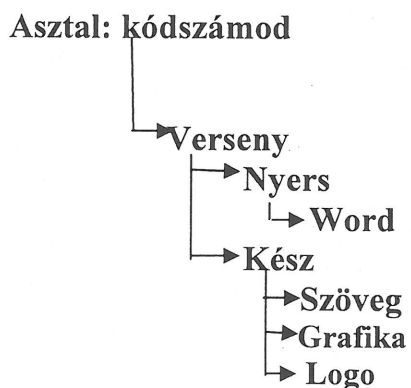 Asztal: kódszámod
Verseny
Nyers
Word
Kész
Szöveg
Grafika
Logo